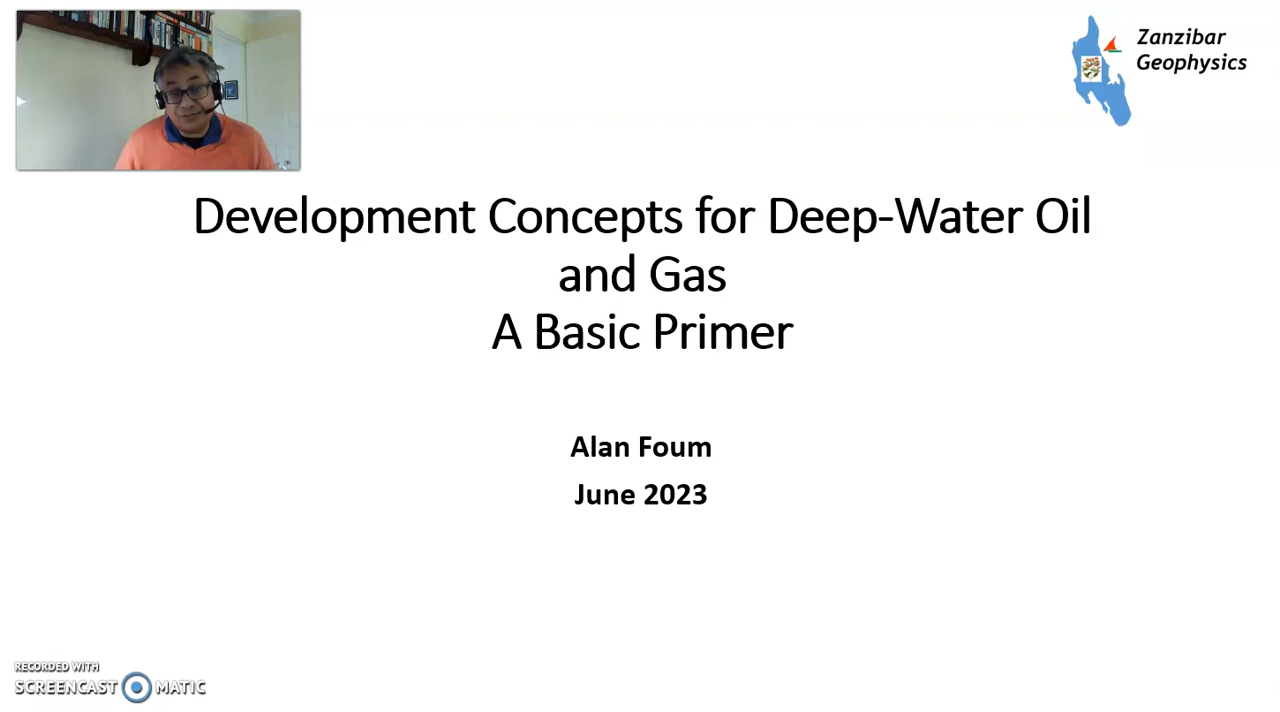 Zanzibar
Geophysics
Development Concepts for Deep-Water Oil
and Gas
A Basic Primer
Alan Foum
June 2023
RECORDED WITH
SCREENCAST MATIC